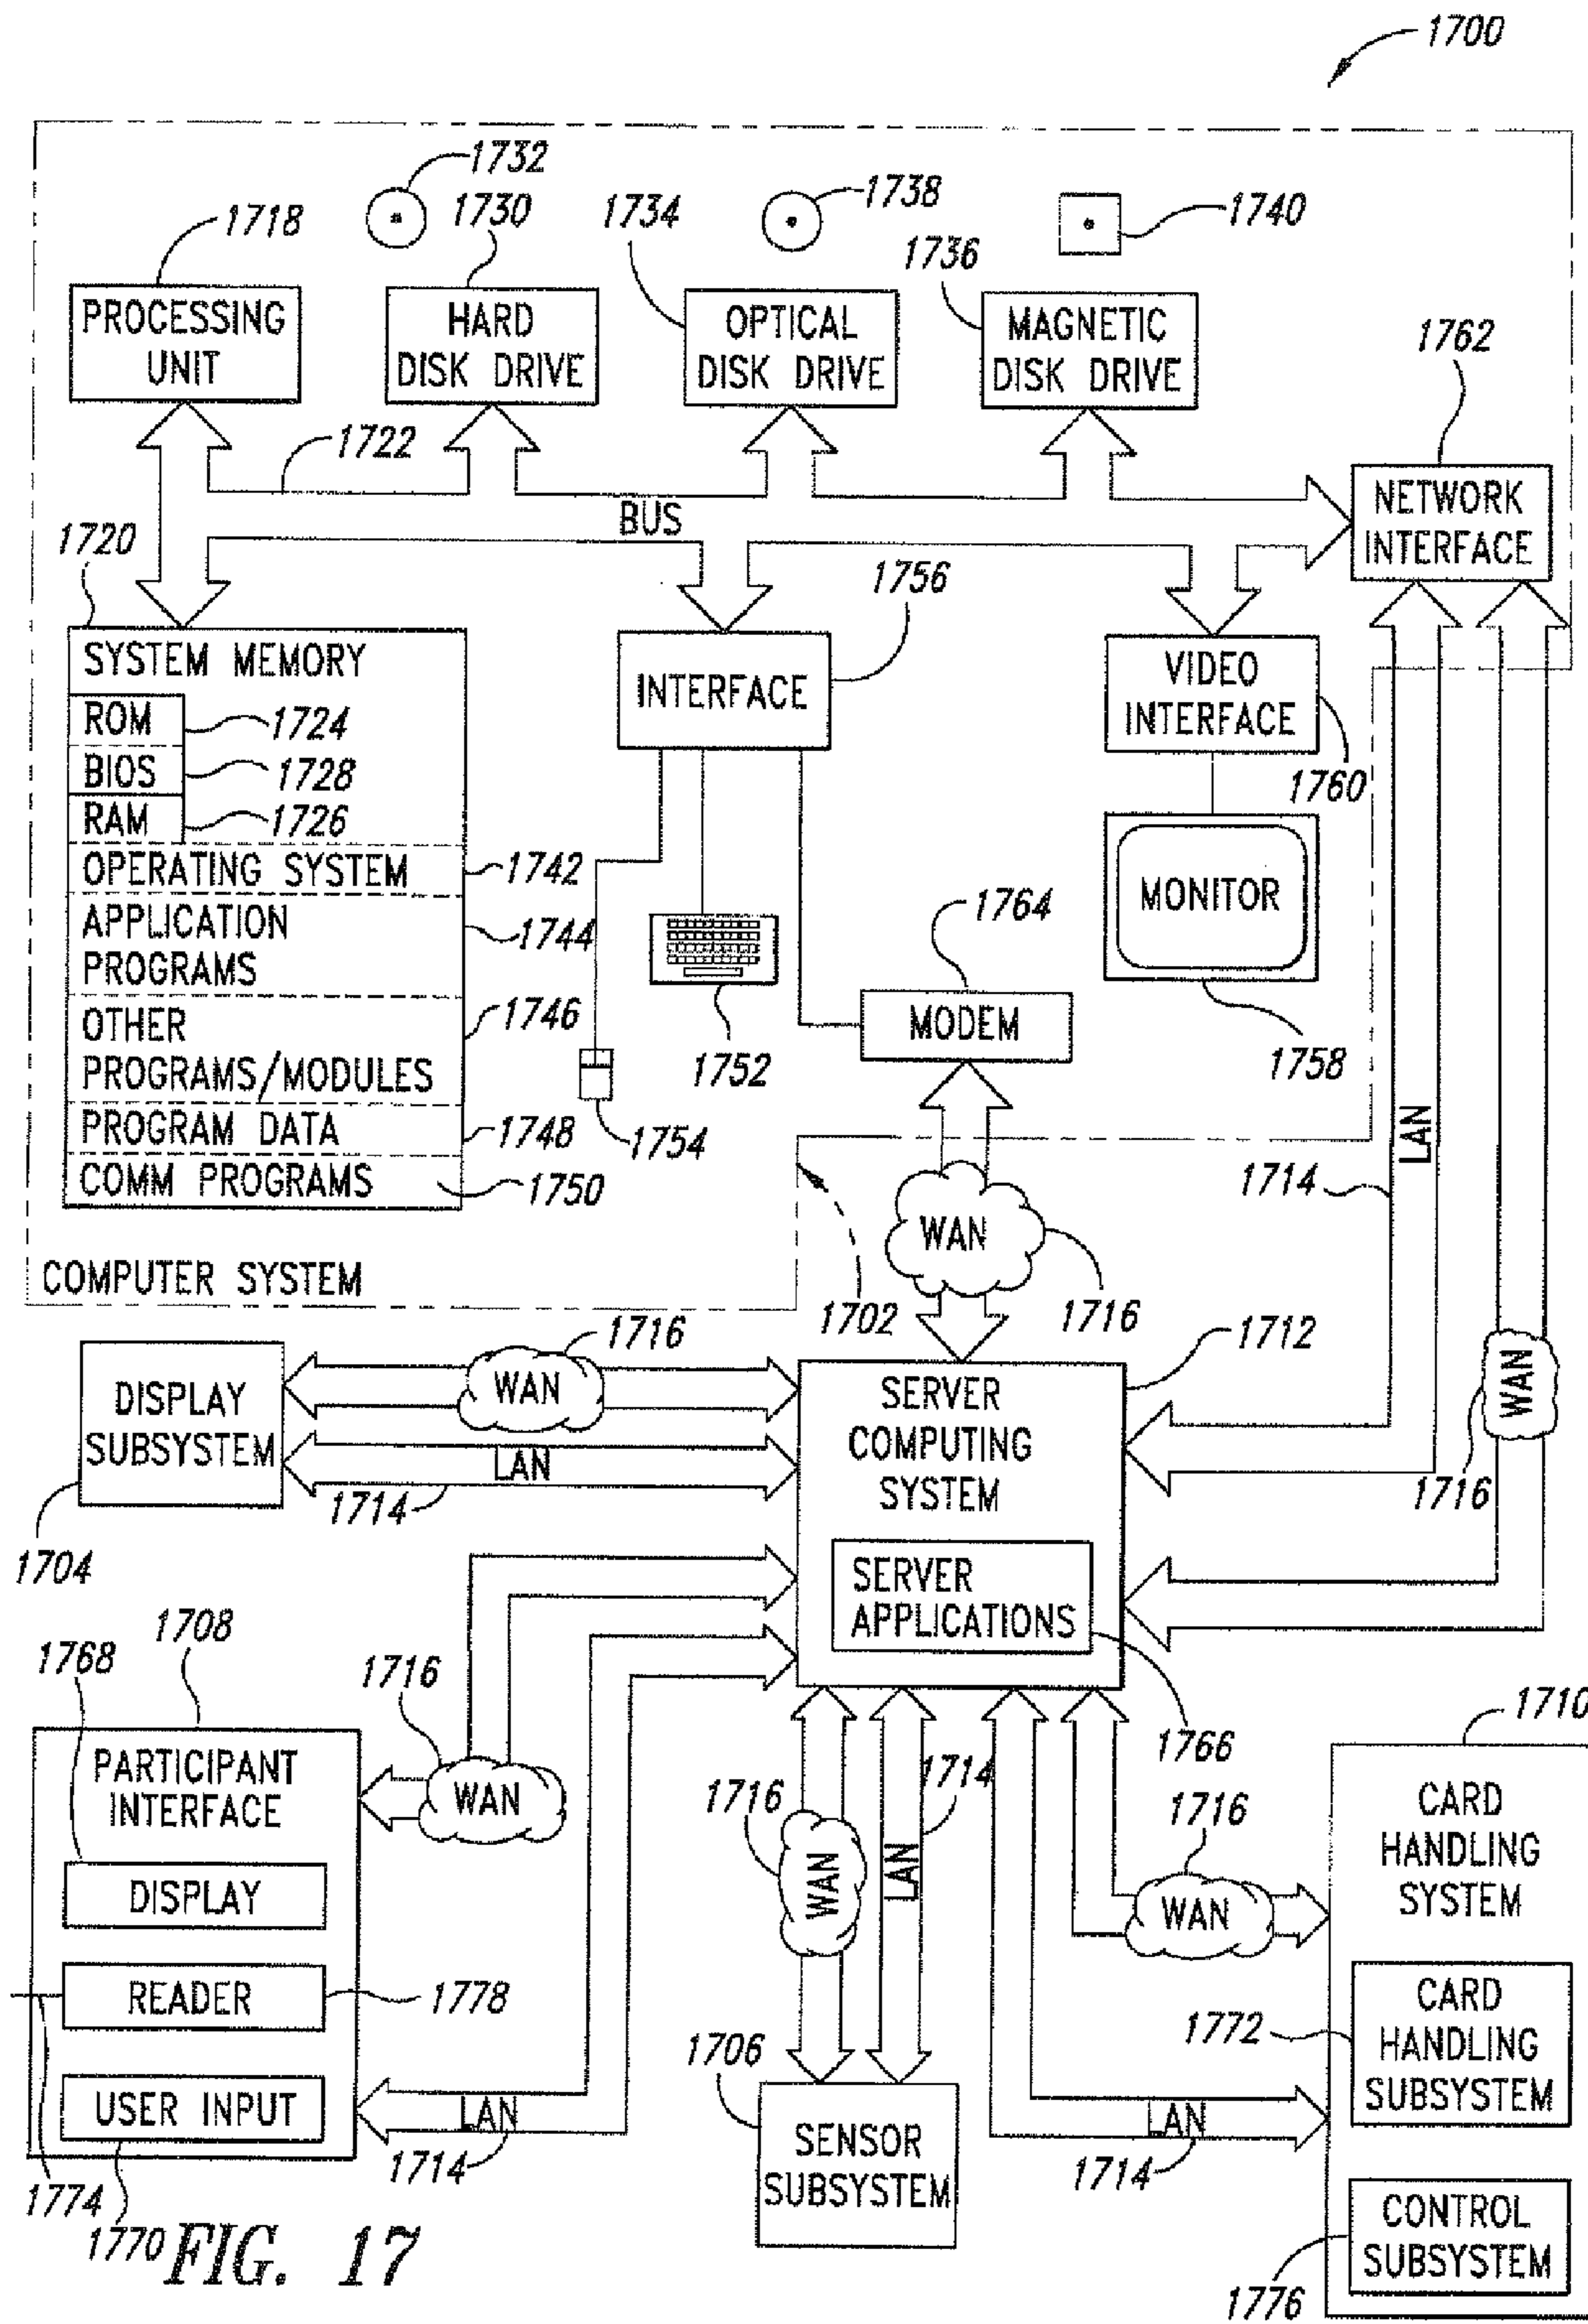 1700
1732
1718
1730
1734
1738
1736
1740
PROCESSING
UNIT
HARD
DISK DRIVE
OPTICAL
DISK DRIVE
MAGNETIC
DISK DRIVE
1762
1722
BUS
NETWORK
INTERFACE
1720
1756
SYSTEM MEMORY
ROM
1724
BIOS
1728
RAM
1726
OPERATING SYSTEM
1742
APPLICATION
PROGRAMS
1744
OTHER
PROGRAMS/MODULES
1746
PROGRAM DATA
1748
COMM PROGRAMS
1750
INTERFACE
VIDEO
INTERFACE
1760
MONITOR
1758
1764
MODEM
1752
1754
LAN
1714
WAN
1716
COMPUTER SYSTEM
1702
WAN
1716
1712
DISPLAY
SUBSYSTEM
1704
1716
WAN
LAN
1714
SERVER
COMPUTING
SYSTEM
SERVER
APPLICATIONS
1766
1708
1768
1716
PARTICIPANT
INTERFACE
WAN
DISPLAY
READER
1778
USER INPUT
1774
1770
LAN
1714
1716
WAN
1714
LAN
1706
SENSOR
SUBSYSTEM
1716
WAN
LAN
1714
1710
CARD
HANDLING
SYSTEM
1772
CARD
HANDLING
SUBSYSTEM
CONTROL
SUBSYSTEM
1776
FIG. 17